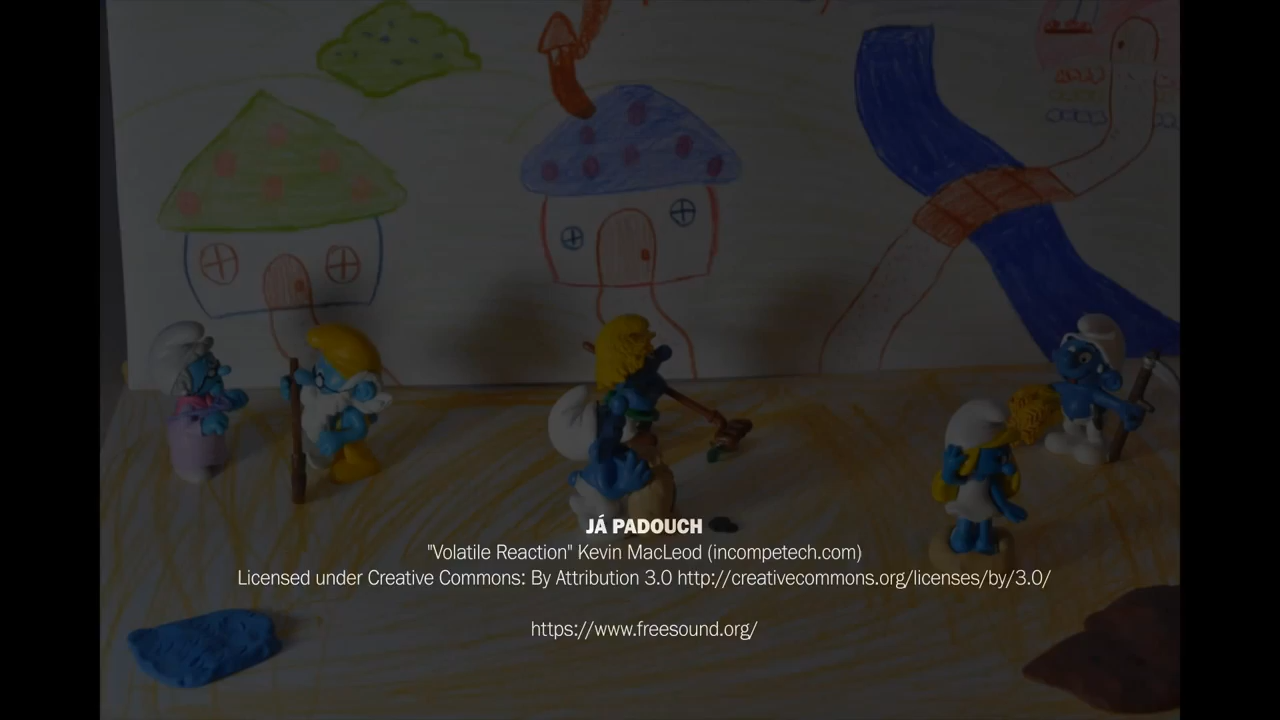 JÁ PADOUCH
"Volatile Reaction" Kevin MacLeod (incompetech.com)
Licensed under Creative Commons: By Attribution 3.0 http://creativecommons.org/licenses/by/3.0/
https://www.freesound.org/